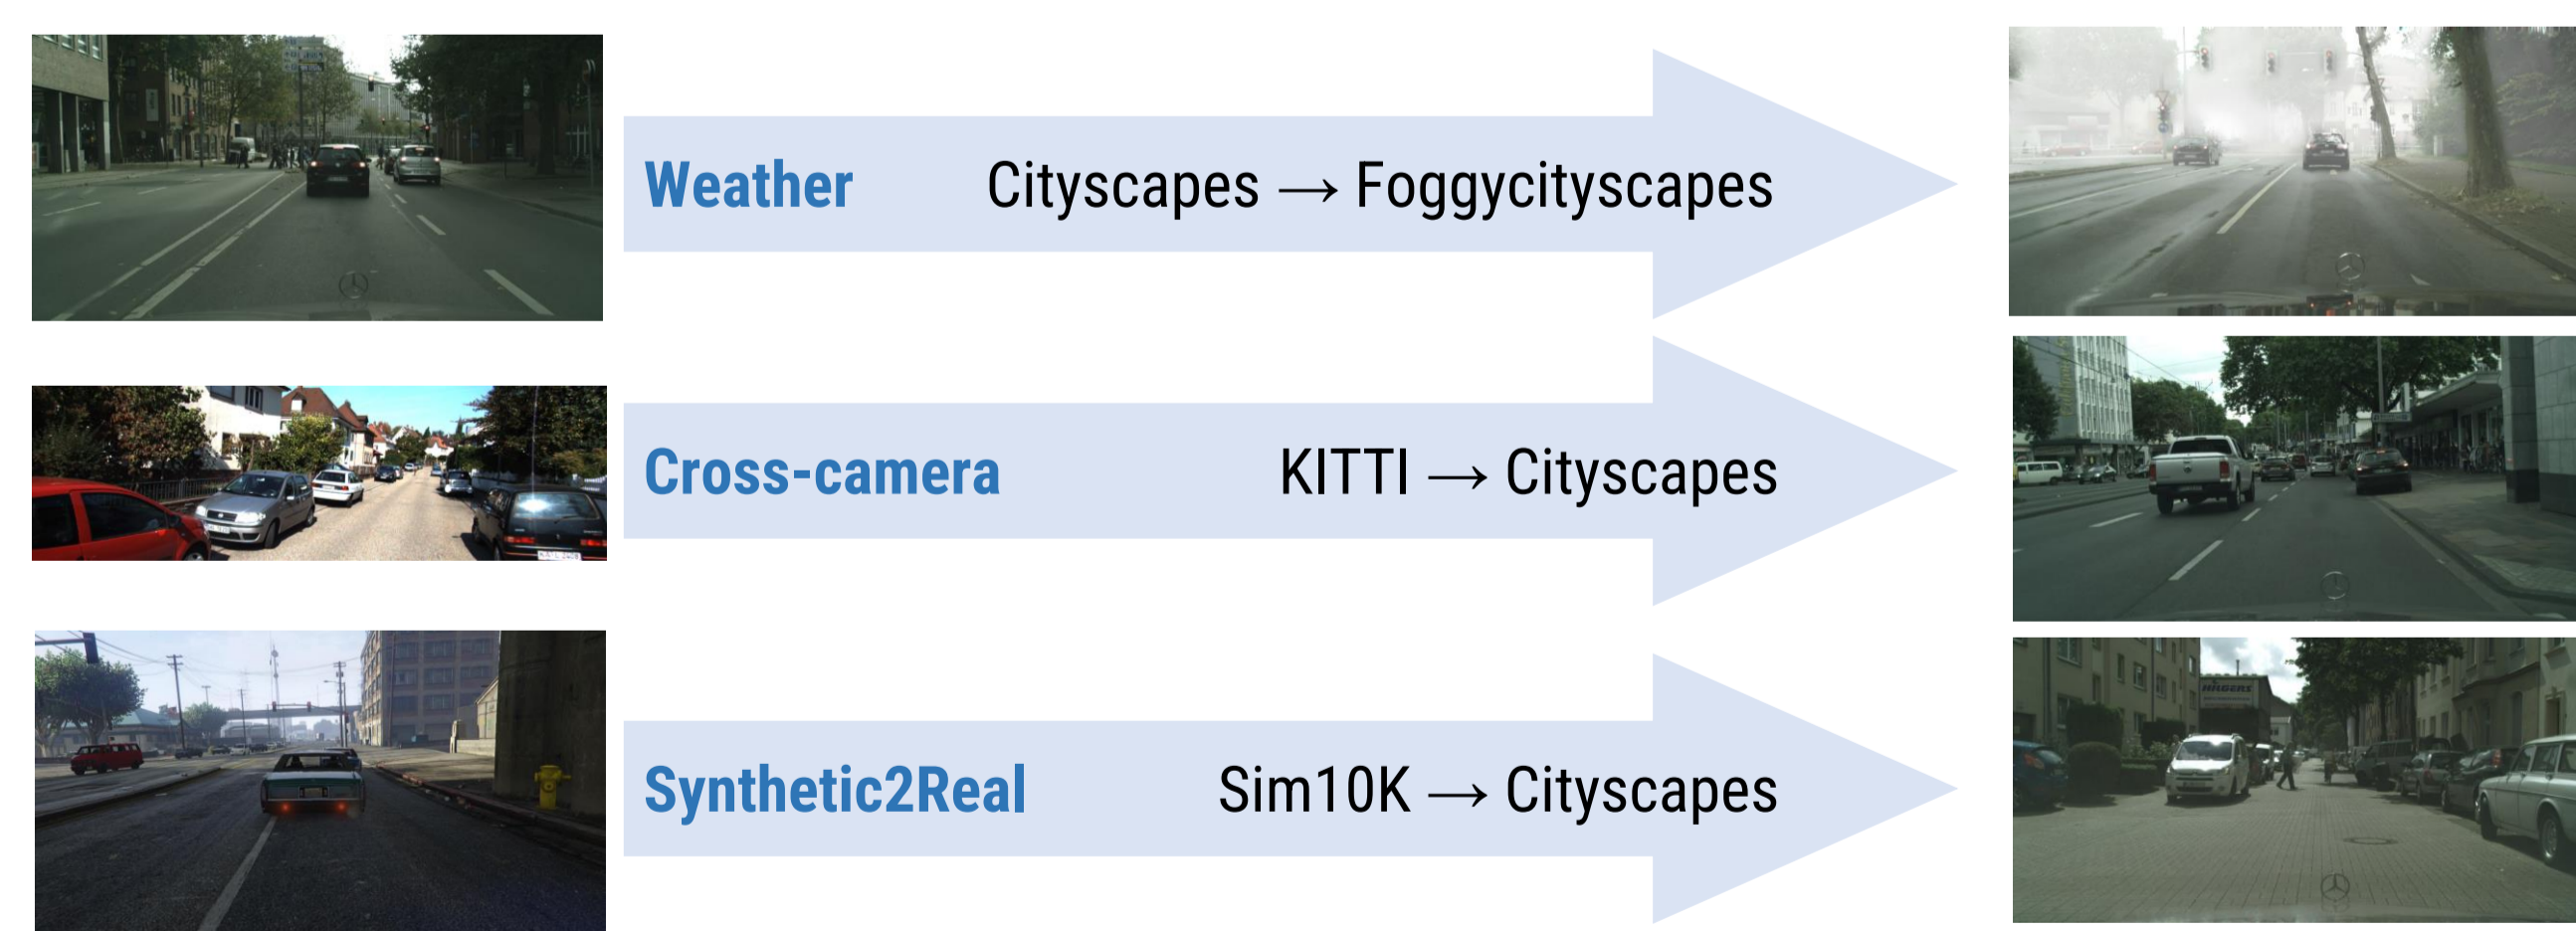 Weather Cityscapes → Foggycityscapes
Cross-camera KITTI → Cityscapes
Synthetic2Real Sim10K → Cityscapes